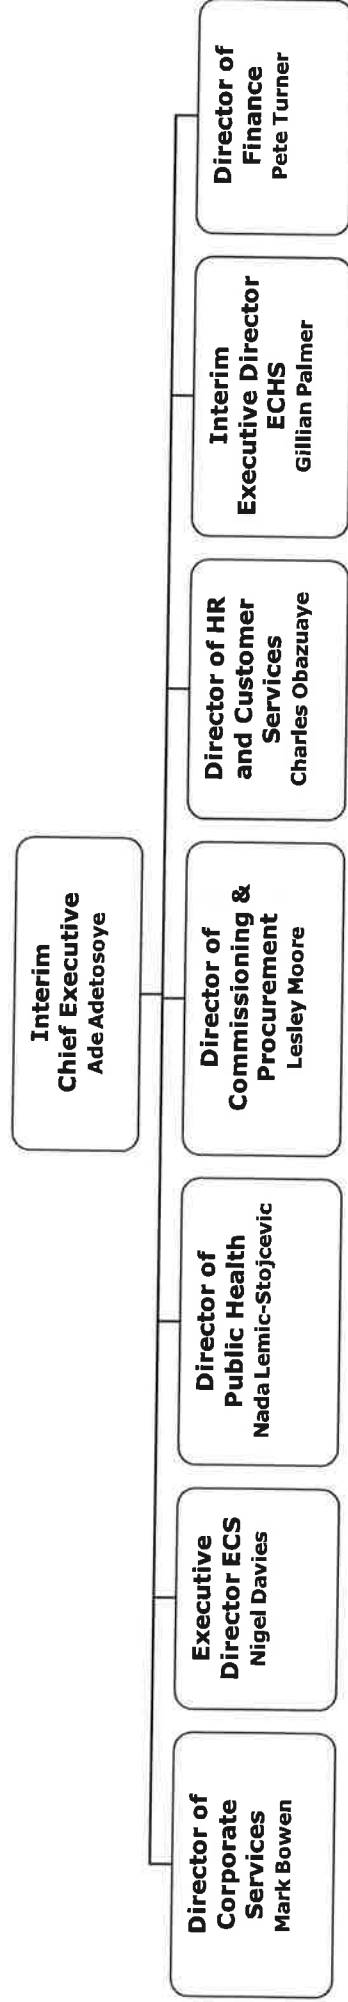 Interim
Chief Executive
Ade Adetosoye
Director of
Corporate
Services
Mark Bowen
Executive
Director ECS
Nigel Davies
Director of
Public Health
Nada Lemic-Stojcevic
Director of
Commissioning &
Procurement
Lesley Moore
Director of HR
and Customer
Services
Charles Obazuaye
Interim
Executive Director
ECHS
Gillian Palmer
Director of
Finance
Pete Turner